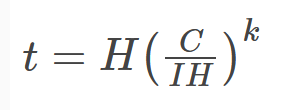 t = H(C/IH)^k